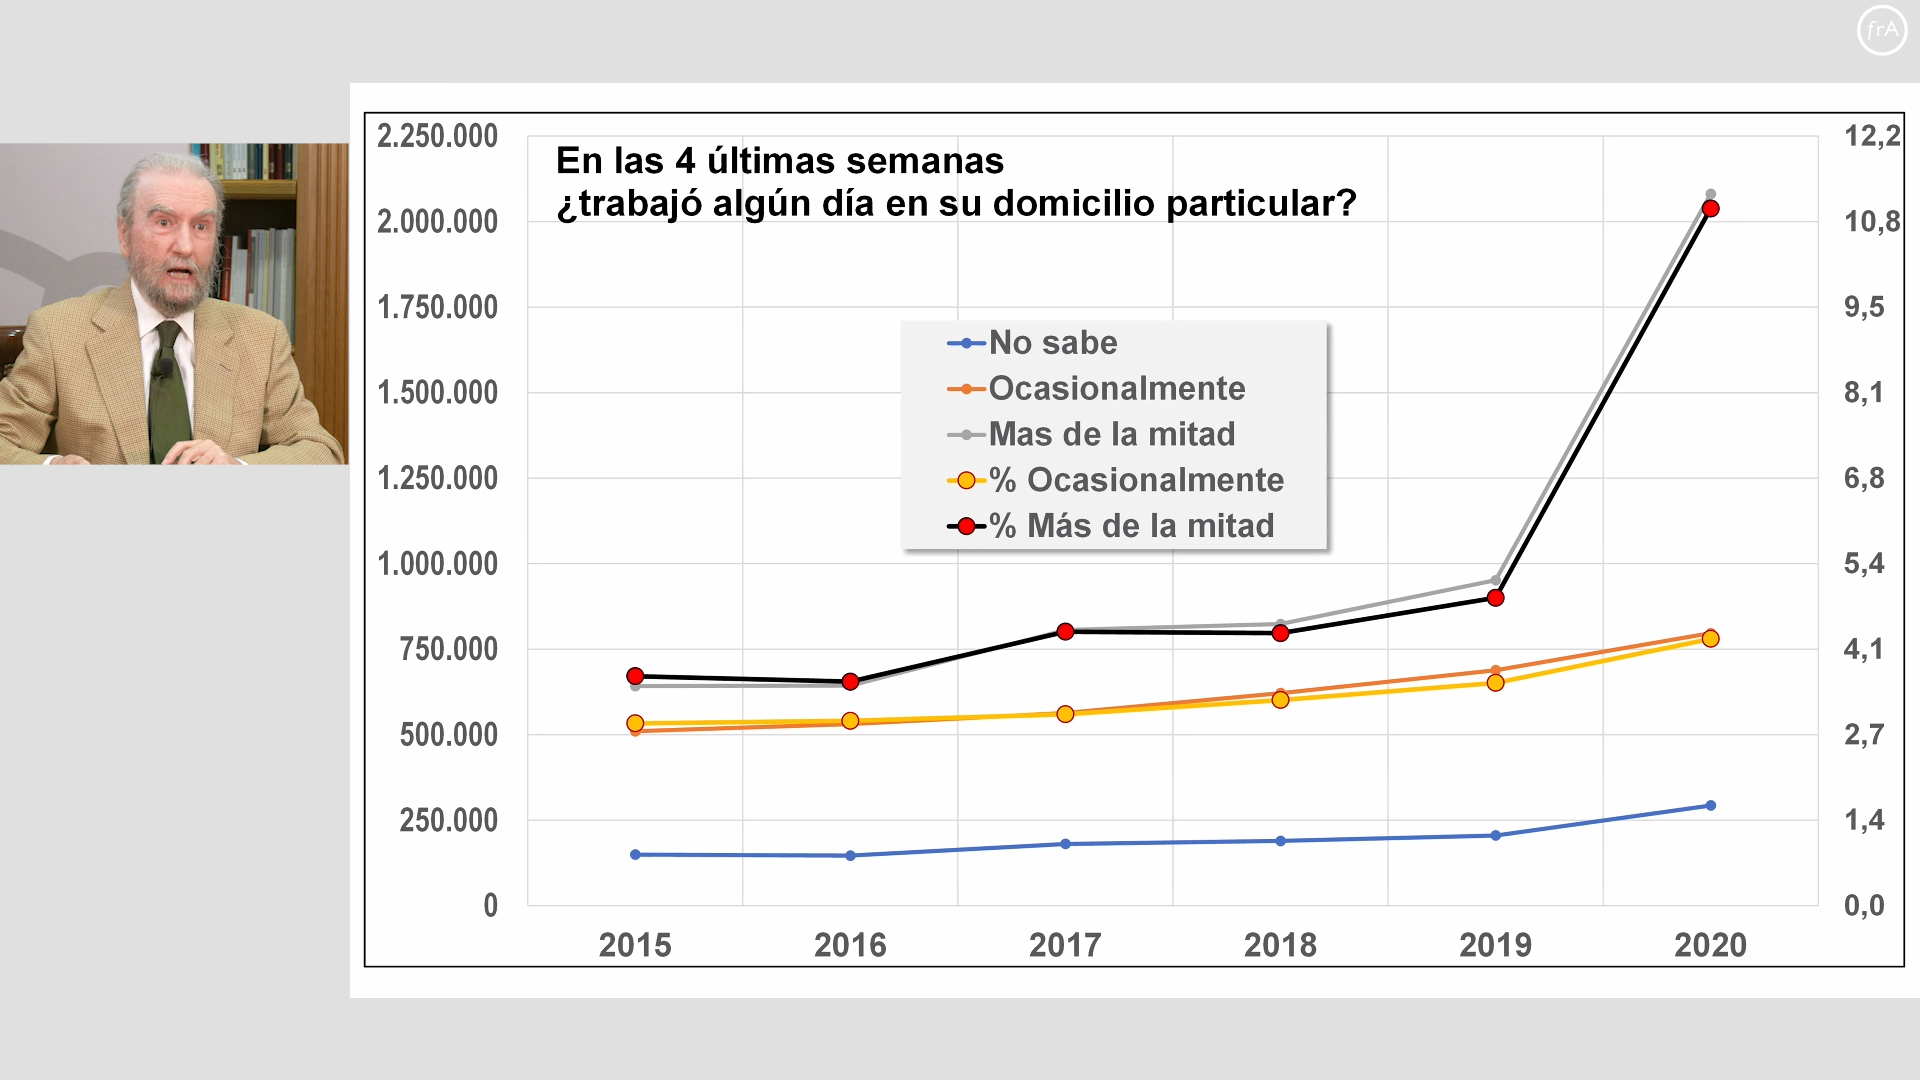 frA
2.250.000
2.000.000
1.750.000
1.500.000
1.250.000
1.000.000
750.000
500.000
250.000
0
En las 4 últimas semanas
¿trabajó algún día en su domicilio particular?
No sabe
Ocasionalmente
Mas de la mitad
% Ocasionalmente
% Más de la mitad
12,2
10,8
9,5
8,1
6,8
5,4
4,1
2,7
1,4
0,0
2015 2016 2017 2018 2019 2020